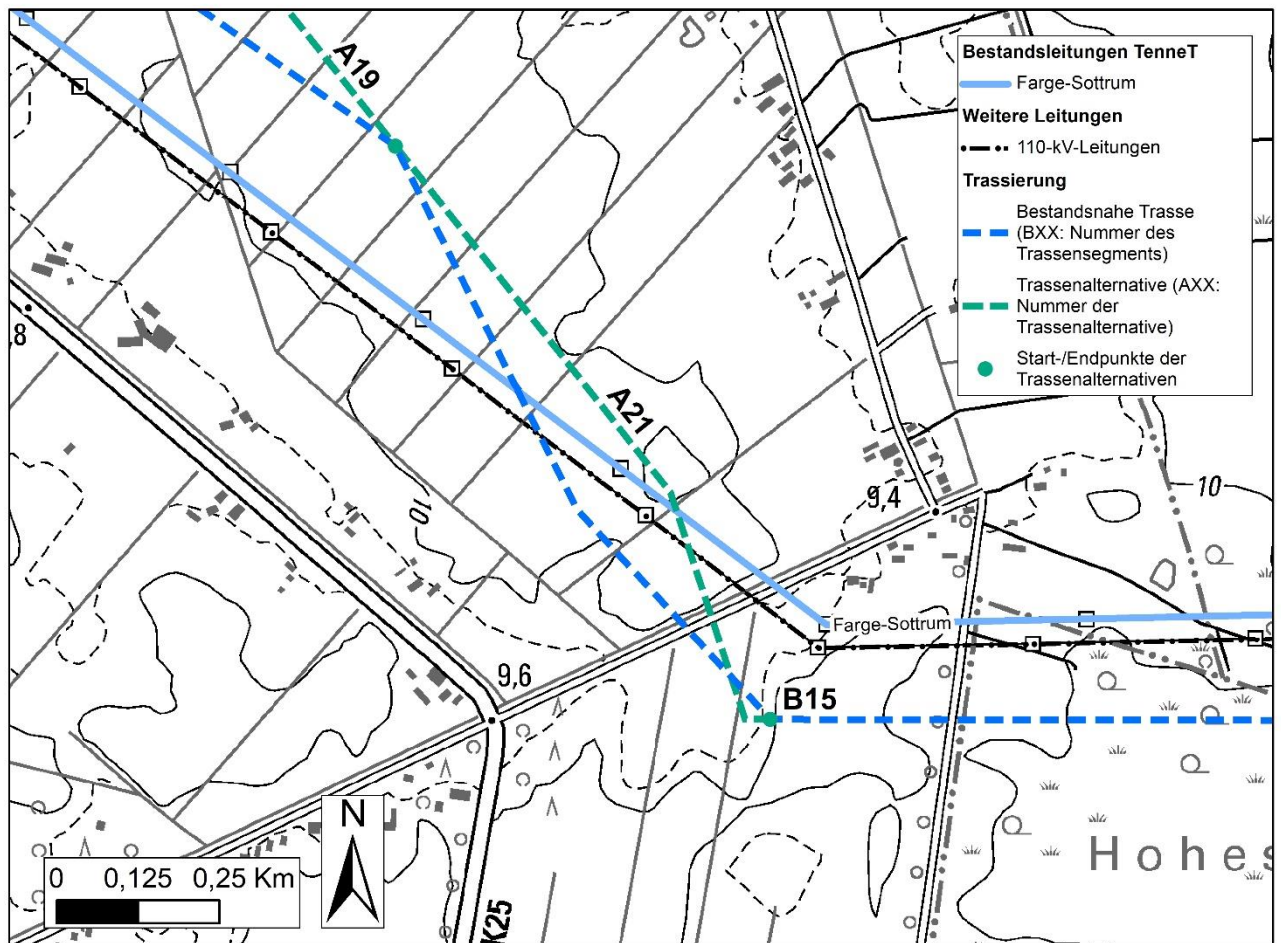 Bestandsleitungen TenneT
Farge-Sottrum
Weitere Leitungen
110-kV-Leitungen
Trassierung
Bestandsnahe Trasse
(BXX: Nummer des
Trassensegments)
Trassenalternative (AXX:
Nummer der
Trassenalternative)
Start-/Endpunkte der
Trassenalternativen
A19
,8
A21
10
9,4
10
Farge-Sottrum
9,6
B15
Hohes
N
0 0,125 0,25 Km
K25